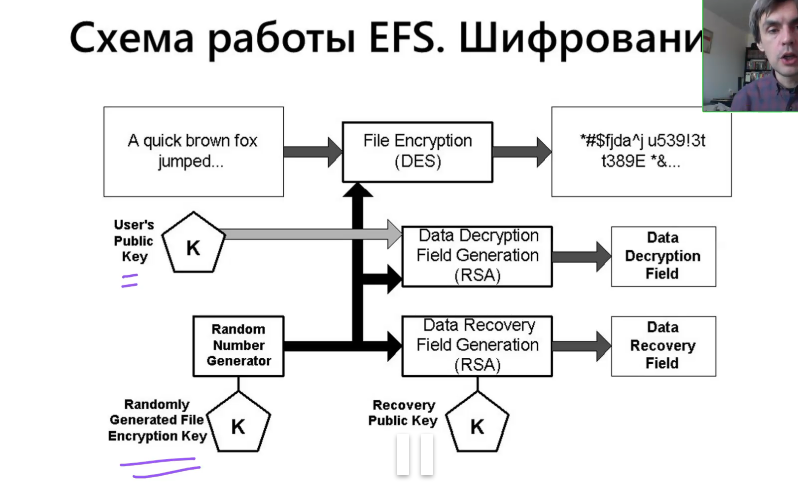 Схема работы EFS. Шифровани
A quick brown fox
jumped...
File Encryption
(DES)
*#$fjda^j u539!3t
t389E *&...
User's
Public
Key
K
Data Decryption
Field Generation
(RSA)
Data
Decryption
Field
Random
Number
Generator
Data Recovery
Field Generation
(RSA)
Data
Recovery
Field
Randomly
Generated File
Encryption Key
K
Recovery
Public Key
K